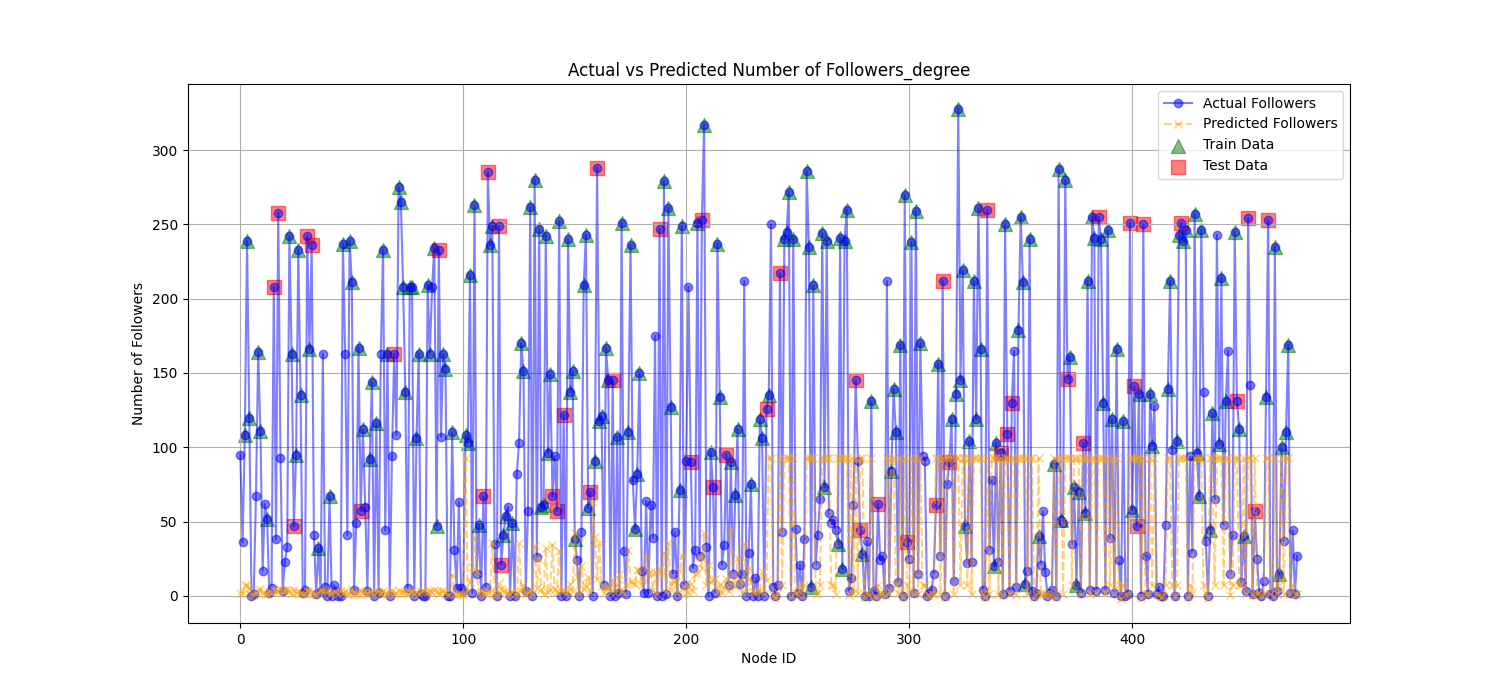 Actual vs Predicted Number of Followers_degree
Actual Followers
Predicted Followers
Train Data
Test Data
Number of Followers
300
250
200
150
100
50
0
0 100 200 300 400
Node ID